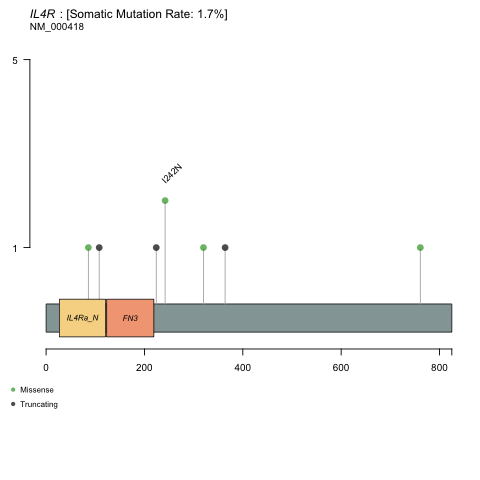 IL4R : [Somatic Mutation Rate: 1.7%]
NM_000418
5
I242N
1
IL4Ra_N FN3
0 200 400 600 800
Missense
Truncating